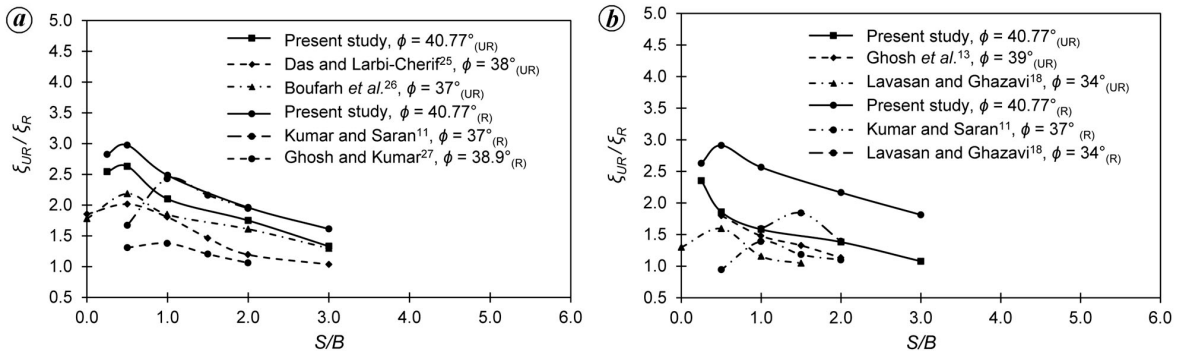 a
5.0
4.5
4.0
3.5
3.0
2.5
2.0
1.5
1.0
0.5
ξUR / ξR
Present study, ϕ = 40.77°(UR)
Das and Larbi-Cherif25, ϕ = 38°(UR)
Boufarh et al.26, ϕ = 37°(UR)
Present study, ϕ = 40.77°(R)
Kumar and Saran11, ϕ = 37°(R)
Ghosh and Kumar27, ϕ = 38.9°(R)
0.0 1.0 2.0 3.0 4.0 5.0 6.0
S/B
b
5.0
4.5
4.0
3.5
3.0
2.5
2.0
1.5
1.0
0.5
ξUR / ξR
Present study, ϕ = 40.77°(UR)
Ghosh et al.13, ϕ = 39°(UR)
Lavasan and Ghazavi18, ϕ = 34°(UR)
Present study, ϕ = 40.77°(R)
Kumar and Saran11, ϕ = 37°(R)
Lavasan and Ghazavi18, ϕ = 34°(R)
0.0 1.0 2.0 3.0 4.0 5.0 6.0
S/B